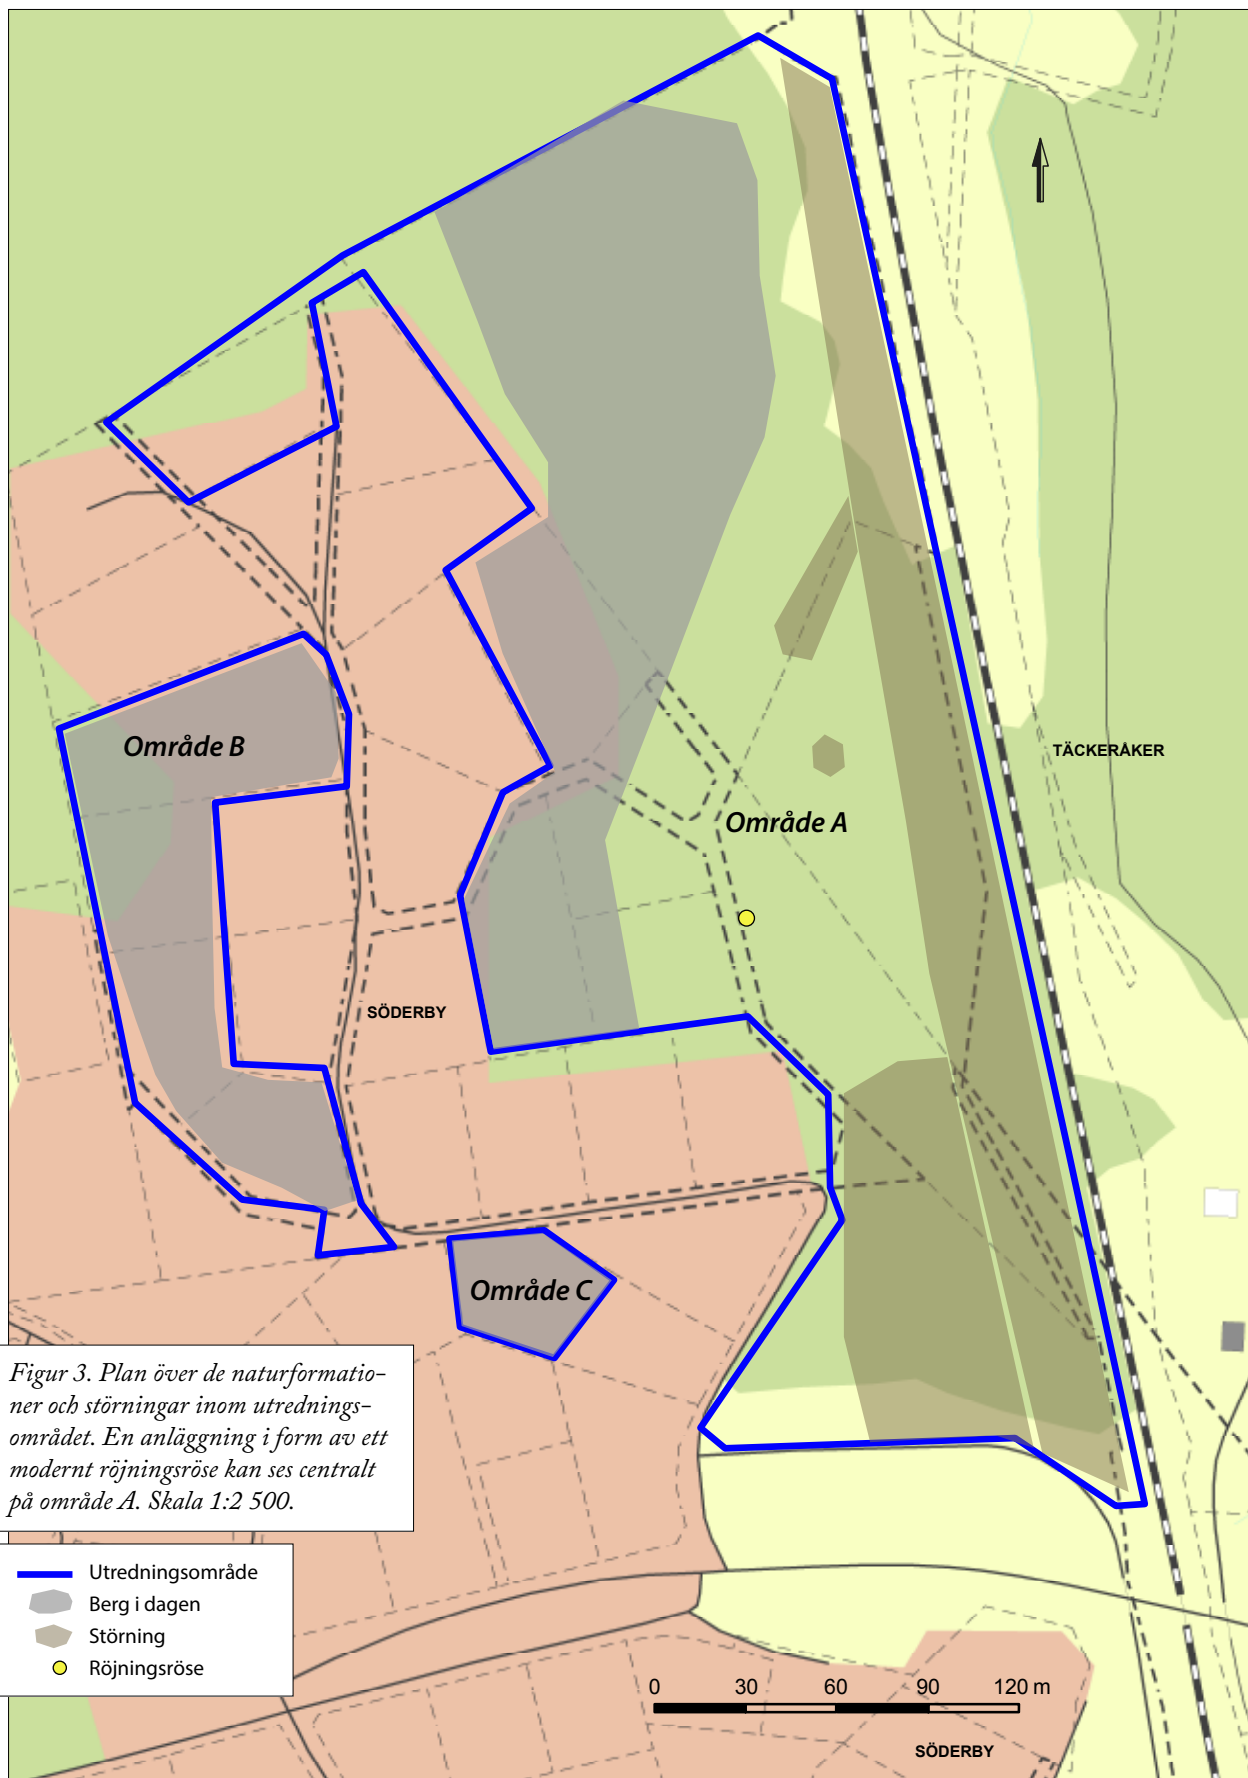 Område B
TÄCKERÅKER
Område A
SÖDERBY
Område C
Figur 3. Plan över de naturformatio-
ner och störningar inom utrednings-
området. En anläggning i form av ett
modernt röjningsröse kan ses centralt
på område A. Skala 1:2 500.
Utredningsområde
Berg i dagen
Störning
Röjningsröse
0 30 60 90 120 m
SÖDERBY